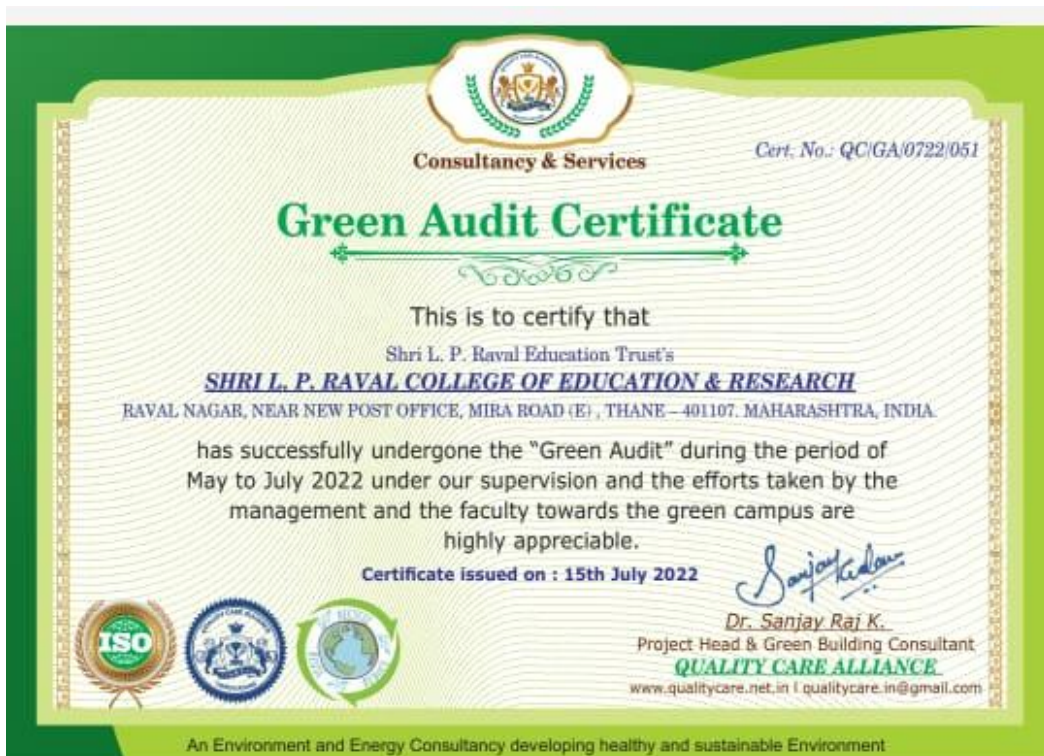 Consultancy & Services
Cert. No.: QC/GA/0722/051
Green Audit Certificate
This is to certify that
Shri L. P. Raval Education Trust's
SHRI L. P. RAVAL COLLEGE OF EDUCATION & RESEARCH
RAVAL NAGAR, NEAR NEW POST OFFICE, MIRA ROAD (E) , THANE – 401107. MAHARASHTRA, INDIA.
has successfully undergone the “Green Audit” during the period of
May to July 2022 under our supervision and the efforts taken by the
management and the faculty towards the green campus are
highly appreciable.
Certificate issued on : 15th July 2022
ISO
Dr. Sanjay Raj K.
Project Head & Green Building Consultant
QUALITY CARE ALLIANCE
www.qualitycare.net.in l qualitycare.in@gmail.com
An Environment and Energy Consultancy developing healthy and sustainable Environment